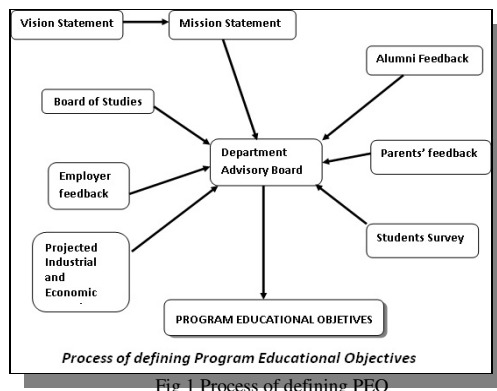 Vision Statement
Mission Statement
Alumni Feedback
Board of Studies
Department
Advisory Board
Parents' feedback
Employer
feedback
Students Survey
Projected
Industrial
and
Economic
PROGRAM EDUCATIONAL OBJETIVES
Process of defining Program Educational Objectives
Fig 1 Process of defining PEO